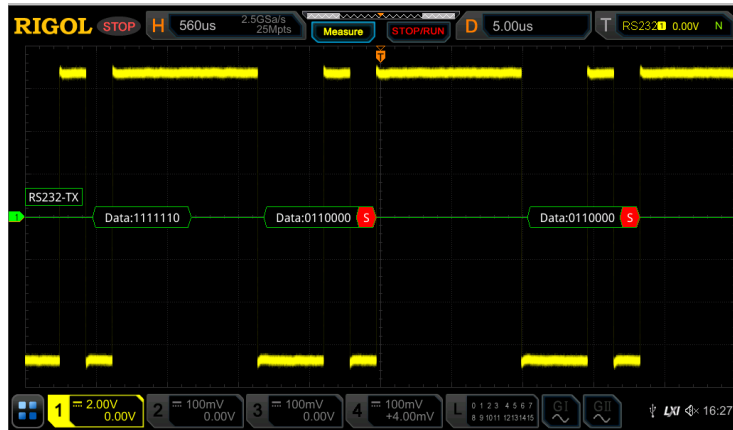 RIGOL STOP H 560us 2.5GSa/s 25Mpts Measure STOP/RUN D 5.00us T RS232 1 0.00V N
T
RS232-TX
1 Data:1111110 Data:0110000 S Data:0110000 S
1 2.00V 0.00V 2 100mV 0.00V 3 100mV 0.00V 4 100mV +4.00mV L 0 1 2 3 4 5 6 7 8 9 10 11 12 13 14 15 GI GII LXI 16:27